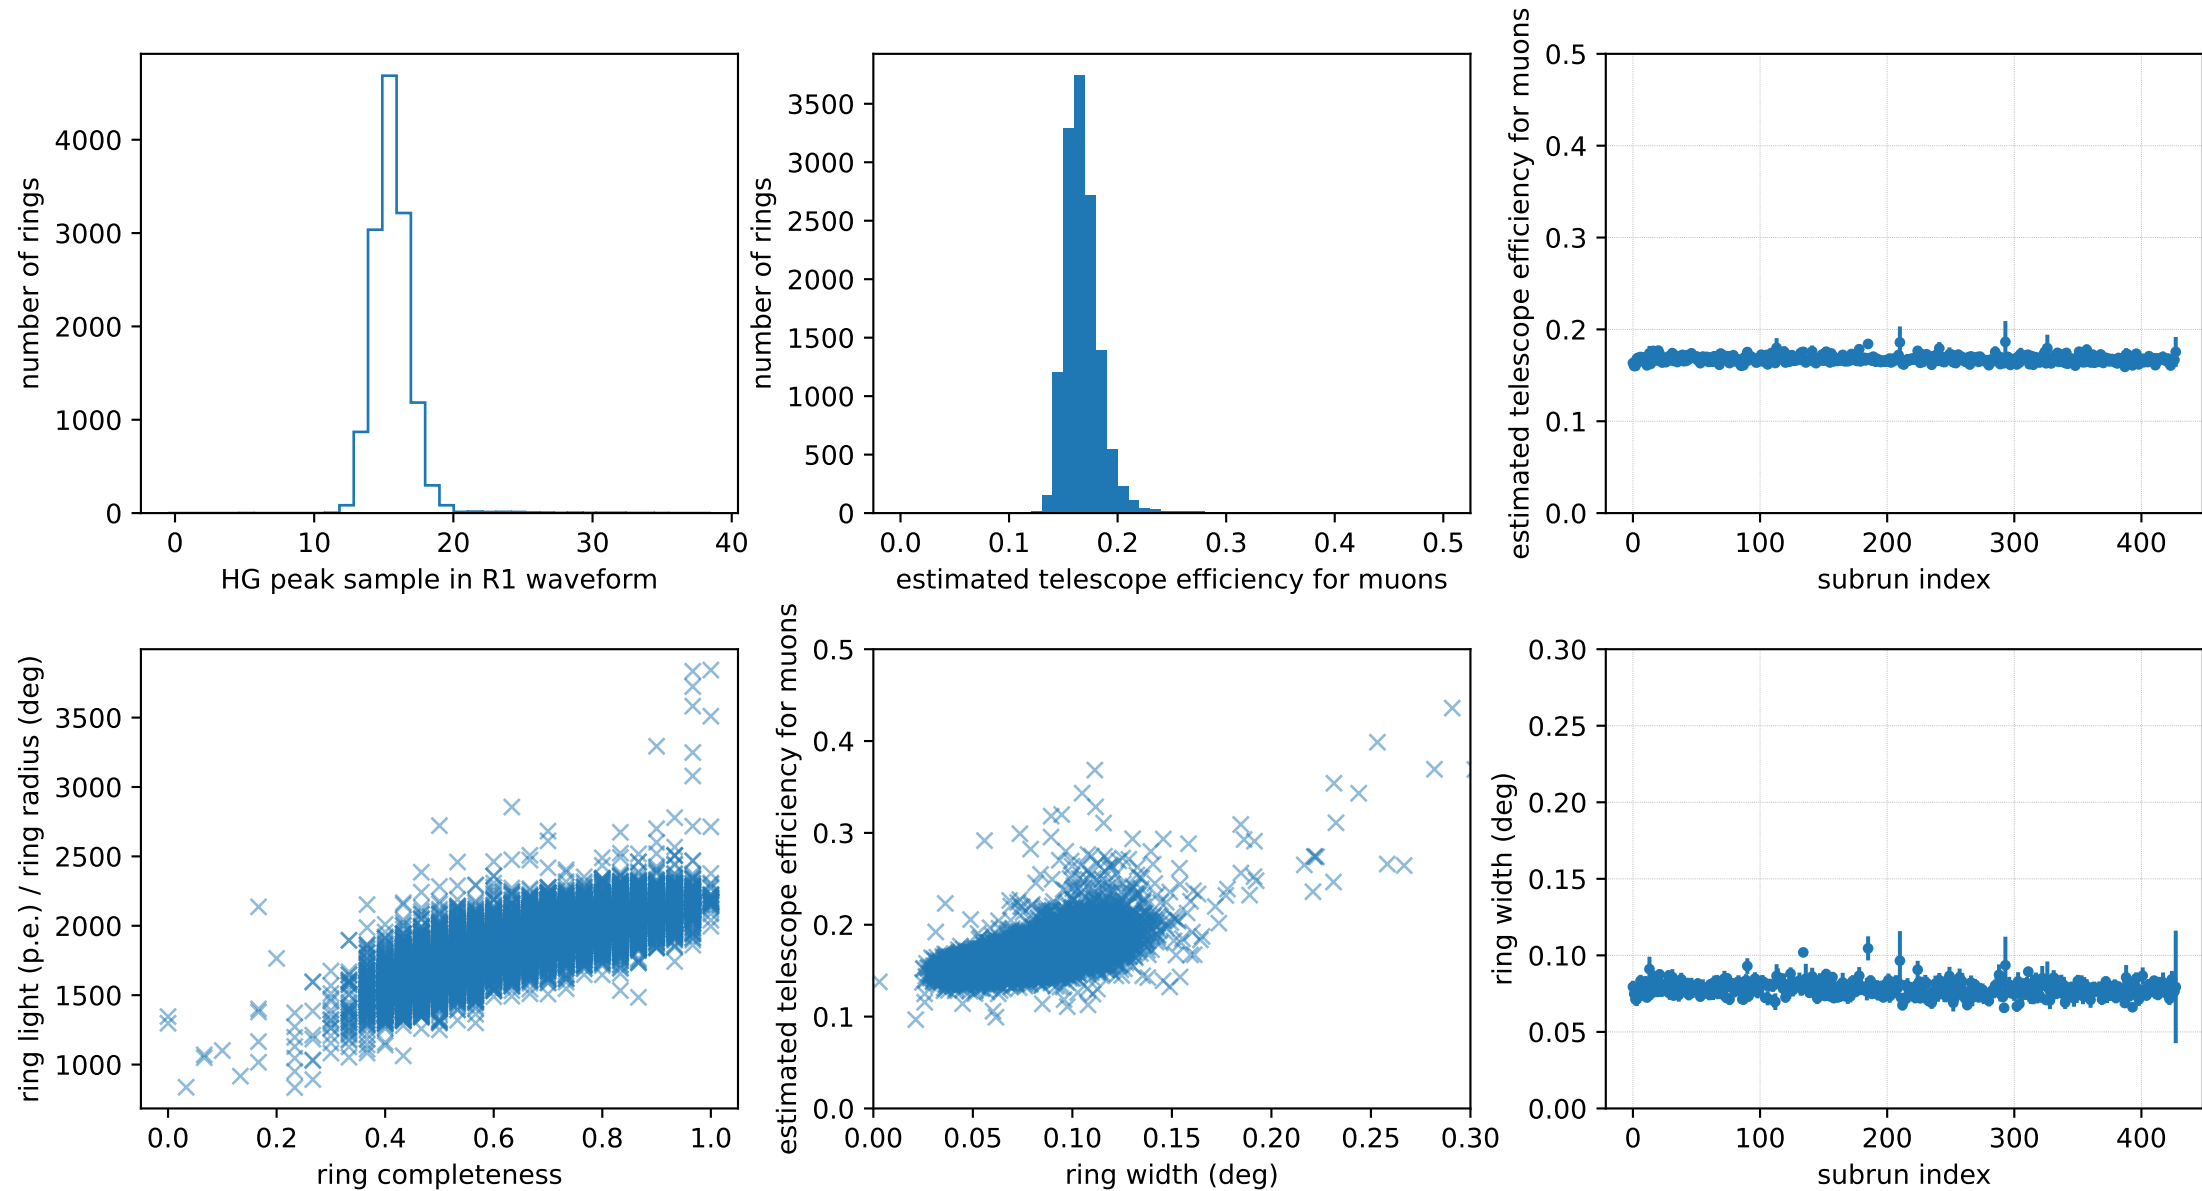 number of rings
4000
3000
2000
1000
0
0 10 20 30 40
HG peak sample in R1 waveform
number of rings
3500
3000
2500
2000
1500
1000
500
0
0.0 0.1 0.2 0.3 0.4 0.5
estimated telescope efficiency for muons
estimated telescope efficiency for muons
0.5
0.4
0.3
0.2
0.1
0.0
0 100 200 300 400
subrun index
ring light (p.e.) / ring radius (deg)
3500
3000
2500
2000
1500
1000
0.0 0.2 0.4 0.6 0.8 1.0
ring completeness
estimated telescope efficiency for muons
0.5
0.4
0.3
0.2
0.1
0.0
0.00 0.05 0.10 0.15 0.20 0.25 0.30
ring width (deg)
ring width (deg)
0.30
0.25
0.20
0.15
0.10
0.05
0.00
0 100 200 300 400
subrun index